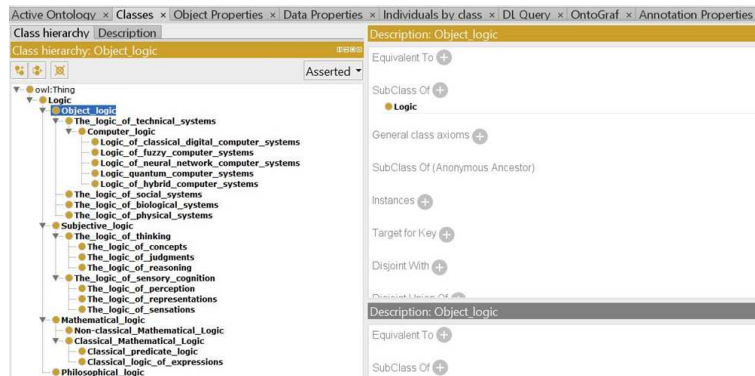 Active Ontology × Classes × Object Properties × Data Properties × Individuals by class × DL Query × OntoGraf × Annotation Properties
Class hierarchy Description
Class hierarchy: Object_logic
Asserted
owl:Thing
Logic
Object_logic
The_logic_of_technical_systems
Computer_logic
Logic_of_classical_digital_computer_systems
Logic_of_fuzzy_computer_systems
Logic_of_neural_network_computer_systems
Logic_quantum_computer_systems
Logic_of_hybrid_computer_systems
The_logic_of_social_systems
The_logic_of_biological_systems
The_logic_of_physical_systems
Subjective_logic
The_logic_of_thinking
The_logic_of_concepts
The_logic_of_judgments
The_logic_of_reasoning
The_logic_of_sensory_cognition
The_logic_of_perception
The_logic_of_representations
The_logic_of_sensations
Mathematical_logic
Non-classical_Mathematical_Logic
Classical_Mathematical_Logic
Classical_predicate_logic
Classical_logic_of_expressions
Philosophical_logic
Description: Object_logic
Equivalent To
SubClass Of
Logic
General class axioms
SubClass Of (Anonymous Ancestor)
Instances
Target for Key
Disjoint With
Disjoint Union Of
Description: Object_logic
Equivalent To
SubClass Of